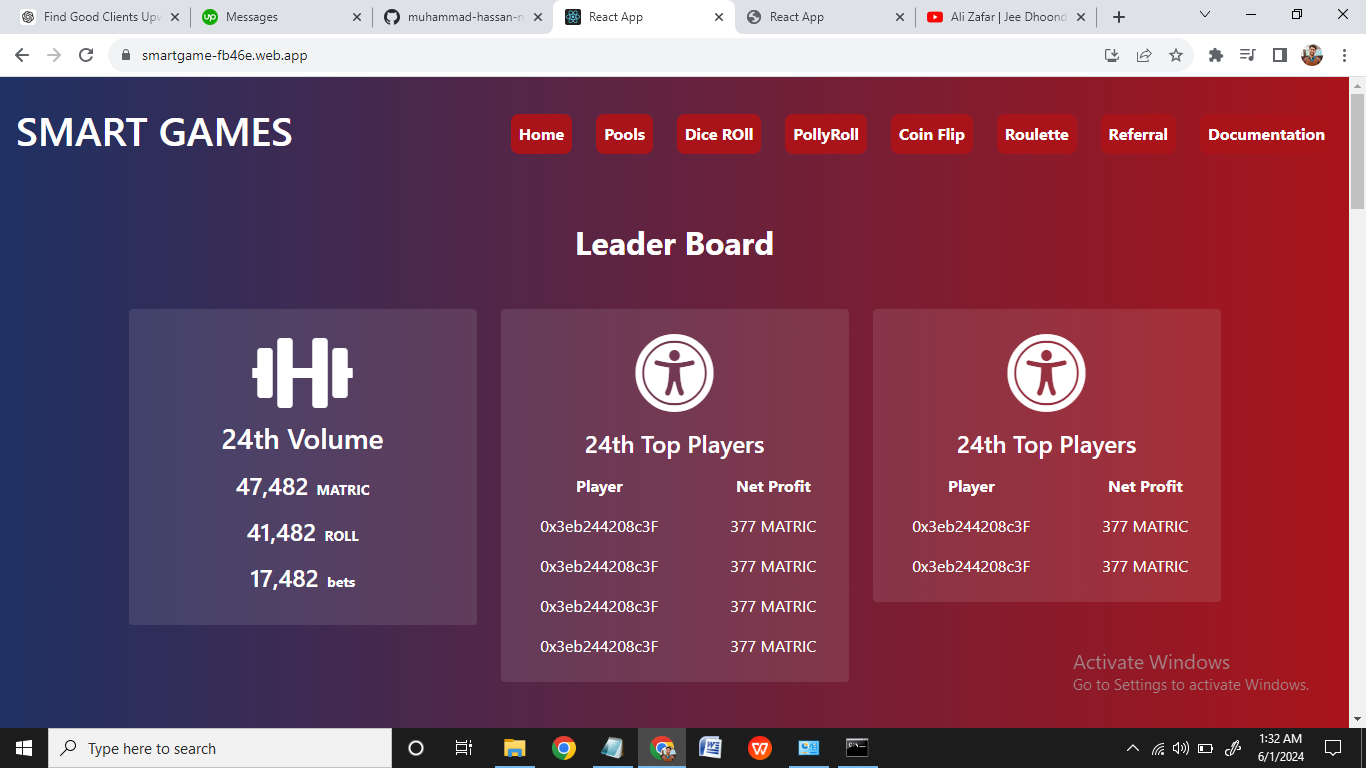 Find Good Clients Upw
Messages
muhammad-hassan-n
React App
React App
Ali Zafar | Jee Dhoond
smartgame-fb46e.web.app
SMART GAMES
Home
Pools
Dice ROll
PollyRoll
Coin Flip
Roulette
Referral
Documentation
Leader Board
24th Volume
47,482 MATRIC
41,482 ROLL
17,482 bets
24th Top Players
Player Net Profit
0x3eb244208c3F 377 MATRIC
0x3eb244208c3F 377 MATRIC
0x3eb244208c3F 377 MATRIC
0x3eb244208c3F 377 MATRIC
24th Top Players
Player Net Profit
0x3eb244208c3F 377 MATRIC
0x3eb244208c3F 377 MATRIC
Activate Windows
Go to Settings to activate Windows.
Type here to search
1:32 AM
6/1/2024